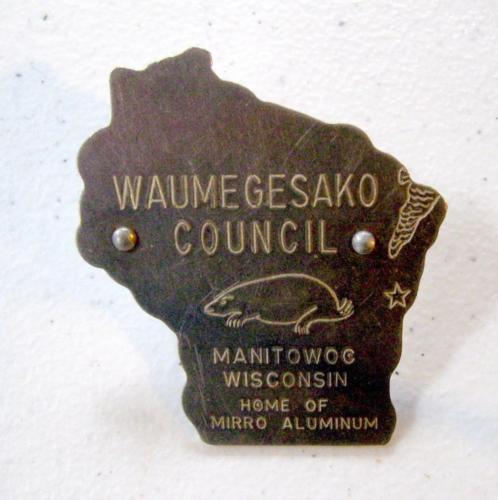 WAUMEGESAKO
COUNCIL
MANITOWOC
WISCONSIN
HOME OF
MIRRO ALUMINUM